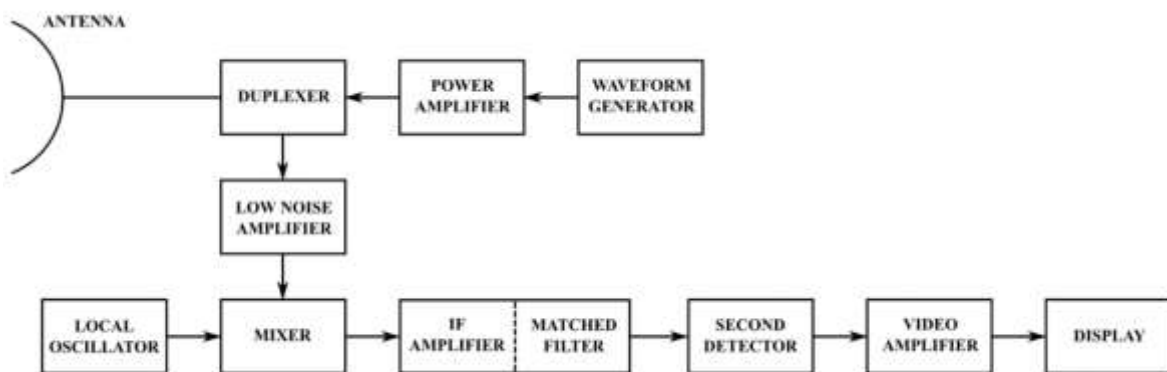 ANTENNA
DUPLEXER
POWER
AMPLIFIER
WAVEFORM
GENERATOR
LOW NOISE
AMPLIFIER
LOCAL
OSCILLATOR
MIXER
IF
AMPLIFIER
MATCHED
FILTER
SECOND
DETECTOR
VIDEO
AMPLIFIER
DISPLAY